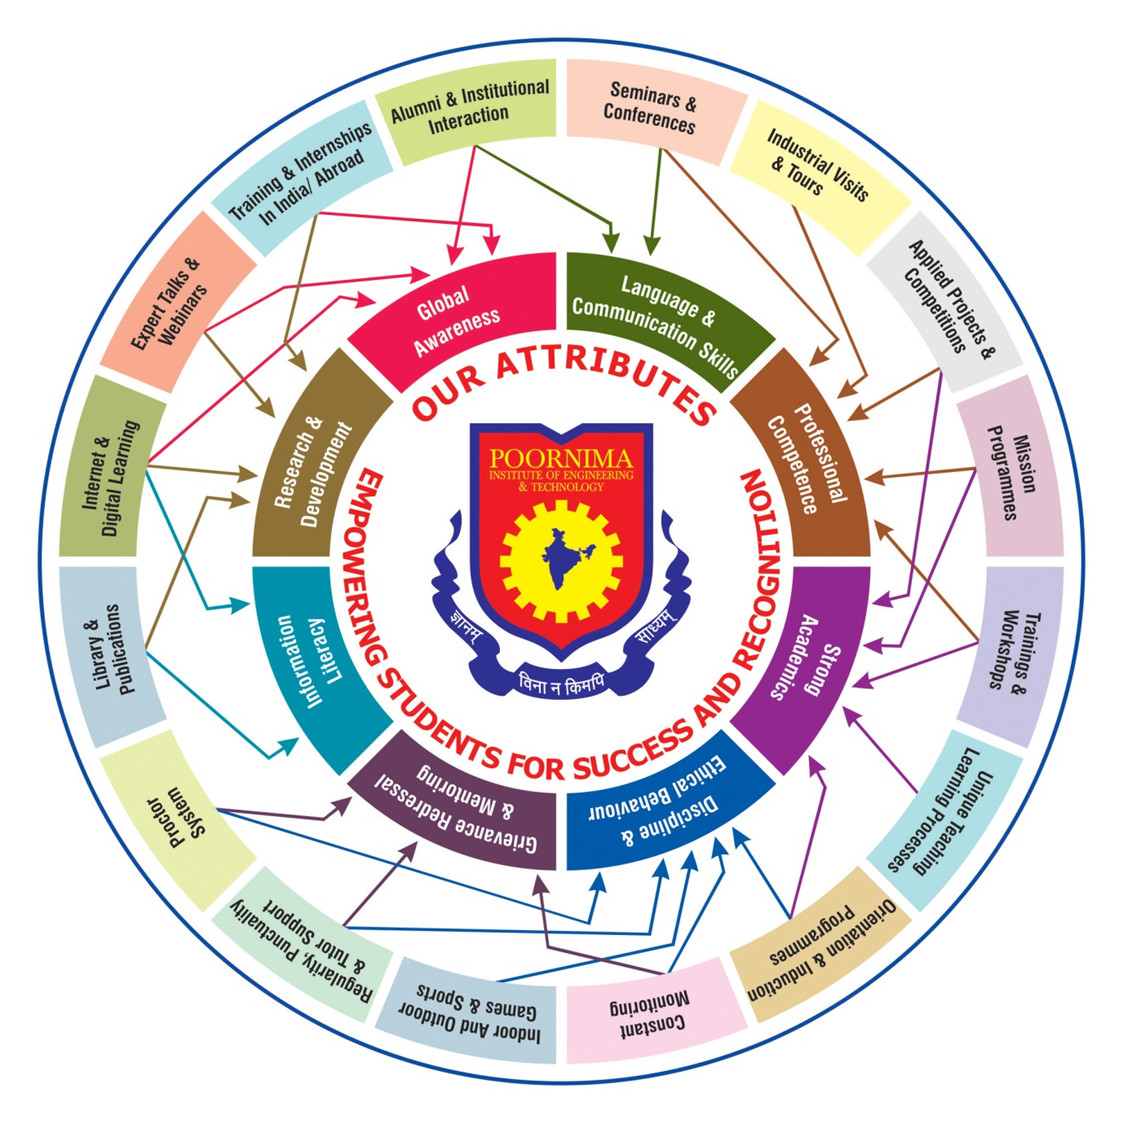 Alumni & Institutional
Interaction
Seminars &
Conferences
Industrial Visits
& Tours
Applied Projects &
Competitions
Mission
Programmes
Trainings &
Workshops
Unique Teaching
Learning Processes
Orientation & Induction
Programmes
Constant
Monitoring
Indoor And Outdoor
Games & Sports
Regularity, Punctuality
& Tutor Support
Proctor
System
Library &
Publications
Internet &
Digital Learning
Expert Talks &
Webinars
Training & Internships
In India/ Abroad
Global
Awareness
Language &
Communication Skills
Professional
Competence
Strong
Academics
Discipline &
Ethical Behaviour
Grievance Redressal
& Mentoring
Information
Literacy
Research &
Development
OUR ATTRIBUTES
EMPOWERING STUDENTS FOR SUCCESS AND RECOGNITION
POORNIMA
INSTITUTE OF ENGINEERING
& TECHNOLOGY
ज्ञानम्
विना न किमपि
साध्यम्